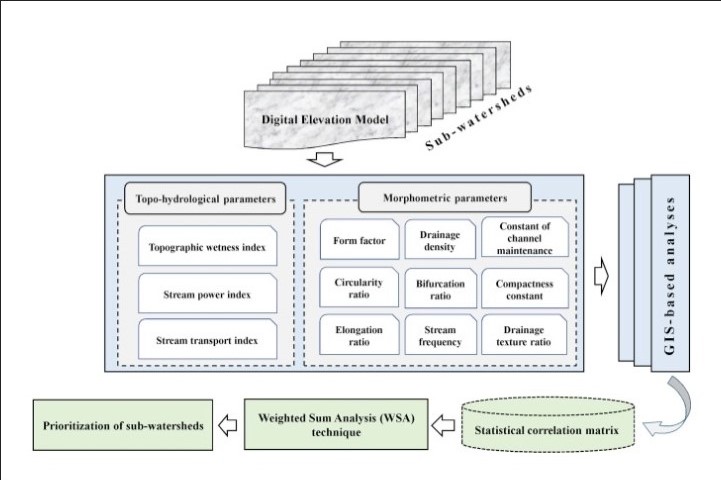 Digital Elevation Model
Sub-watersheds
Topo-hydrological parameters
Topographic wetness index
Stream power index
Stream transport index
Morphometric parameters
Form factor
Drainage
density
Constant of
channel
maintenance
Circularity
ratio
Bifurcation
ratio
Compactness
constant
Elongation
ratio
Stream
frequency
Drainage
texture ratio
GIS-based analyses
Statistical correlation matrix
Weighted Sum Analysis (WSA)
technique
Prioritization of sub-watersheds